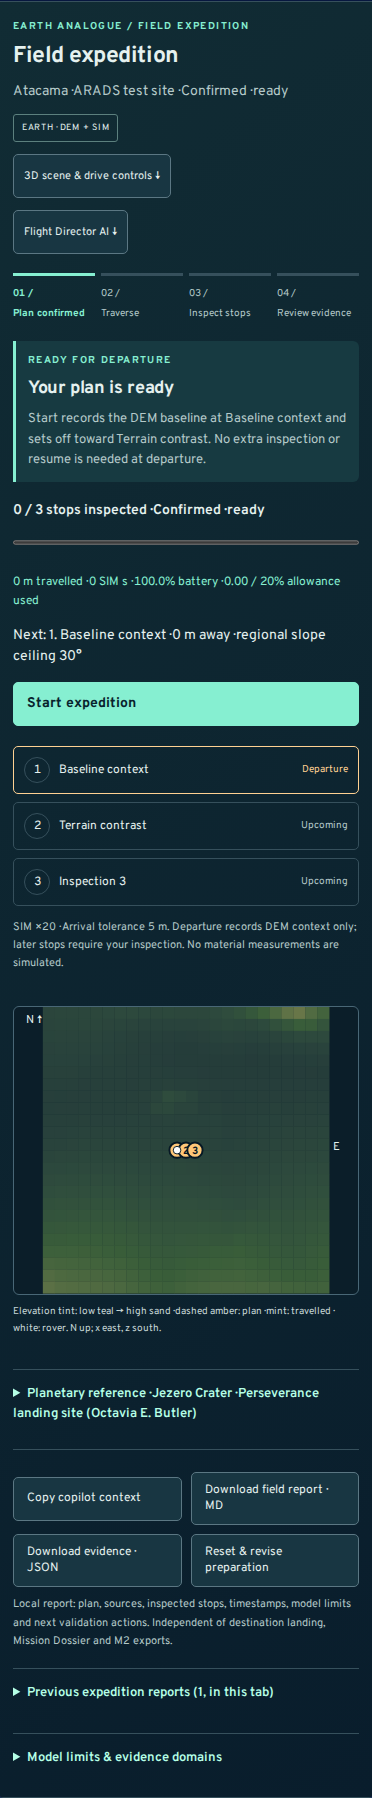 EARTH ANALOGUE / FIELD EXPEDITION
Field expedition
Atacama · ARADS test site · Confirmed · ready
EARTH · DEM + SIM
3D scene & drive controls ↓
Flight Director AI ↓
01 /
Plan confirmed
02 /
Traverse
03 /
Inspect stops
04 /
Review evidence
READY FOR DEPARTURE
Your plan is ready
Start records the DEM baseline at Baseline context and
sets off toward Terrain contrast. No extra inspection or
resume is needed at departure.
0 / 3 stops inspected · Confirmed · ready
0 m travelled · 0 SIM s · 100.0% battery · 0.00 / 20% allowance
used
Next: 1. Baseline context · 0 m away · regional slope
ceiling 30°
Start expedition
1 Baseline context Departure
2 Terrain contrast Upcoming
3 Inspection 3 Upcoming
SIM ×20 · Arrival tolerance 5 m. Departure records DEM context only;
later stops require your inspection. No material measurements are
simulated.
N ↑
2 3
E
Elevation tint: low teal → high sand · dashed amber: plan · mint: travelled ·
white: rover. N up; x east, z south.
▶ Planetary reference · Jezero Crater · Perseverance
landing site (Octavia E. Butler)
Copy copilot context
Download field report ·
MD
Download evidence ·
JSON
Reset & revise
preparation
Local report: plan, sources, inspected stops, timestamps, model limits
and next validation actions. Independent of destination landing,
Mission Dossier and M2 exports.
▶ Previous expedition reports (1, in this tab)
▶ Model limits & evidence domains